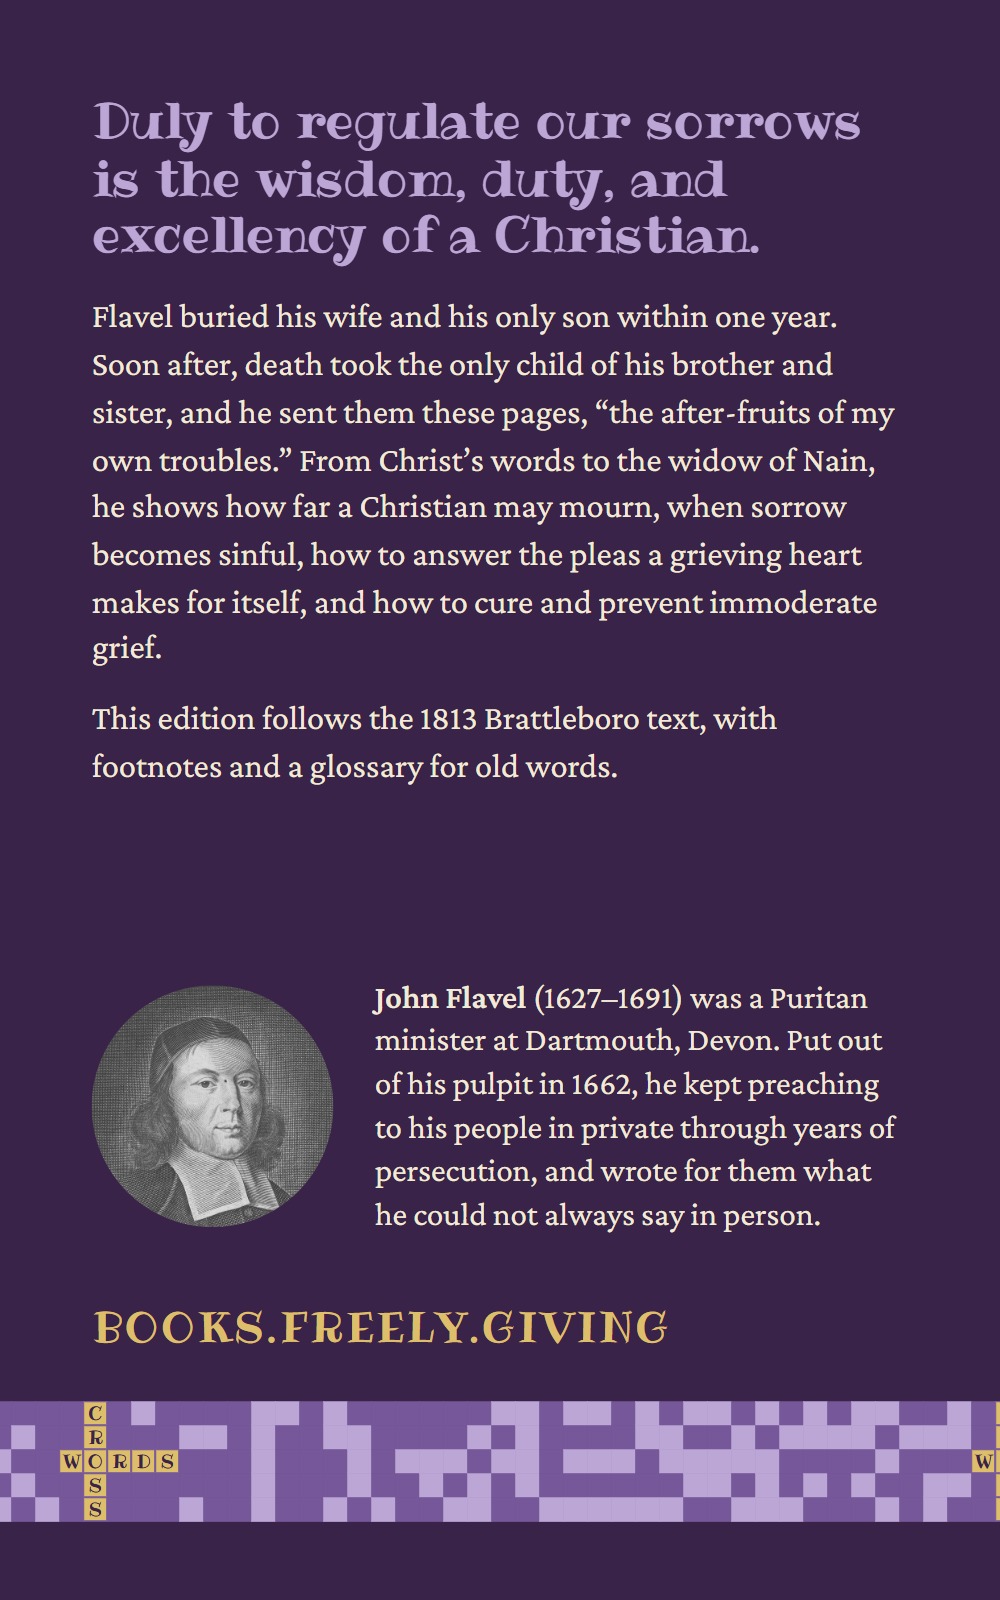 Duly to regulate our sorrows
is the wisdom, duty, and
excellency of a Christian.
Flavel buried his wife and his only son within one year.
Soon after, death took the only child of his brother and
sister, and he sent them these pages, “the after-fruits of my
own troubles.” From Christ’s words to the widow of Nain,
he shows how far a Christian may mourn, when sorrow
becomes sinful, how to answer the pleas a grieving heart
makes for itself, and how to cure and prevent immoderate
grief.
This edition follows the 1813 Brattleboro text, with
footnotes and a glossary for old words.
John Flavel (1627–1691) was a Puritan
minister at Dartmouth, Devon. Put out
of his pulpit in 1662, he kept preaching
to his people in private through years of
persecution, and wrote for them what
he could not always say in person.
BOOKS.FREELY.GIVING
CROSS
WORDS
W